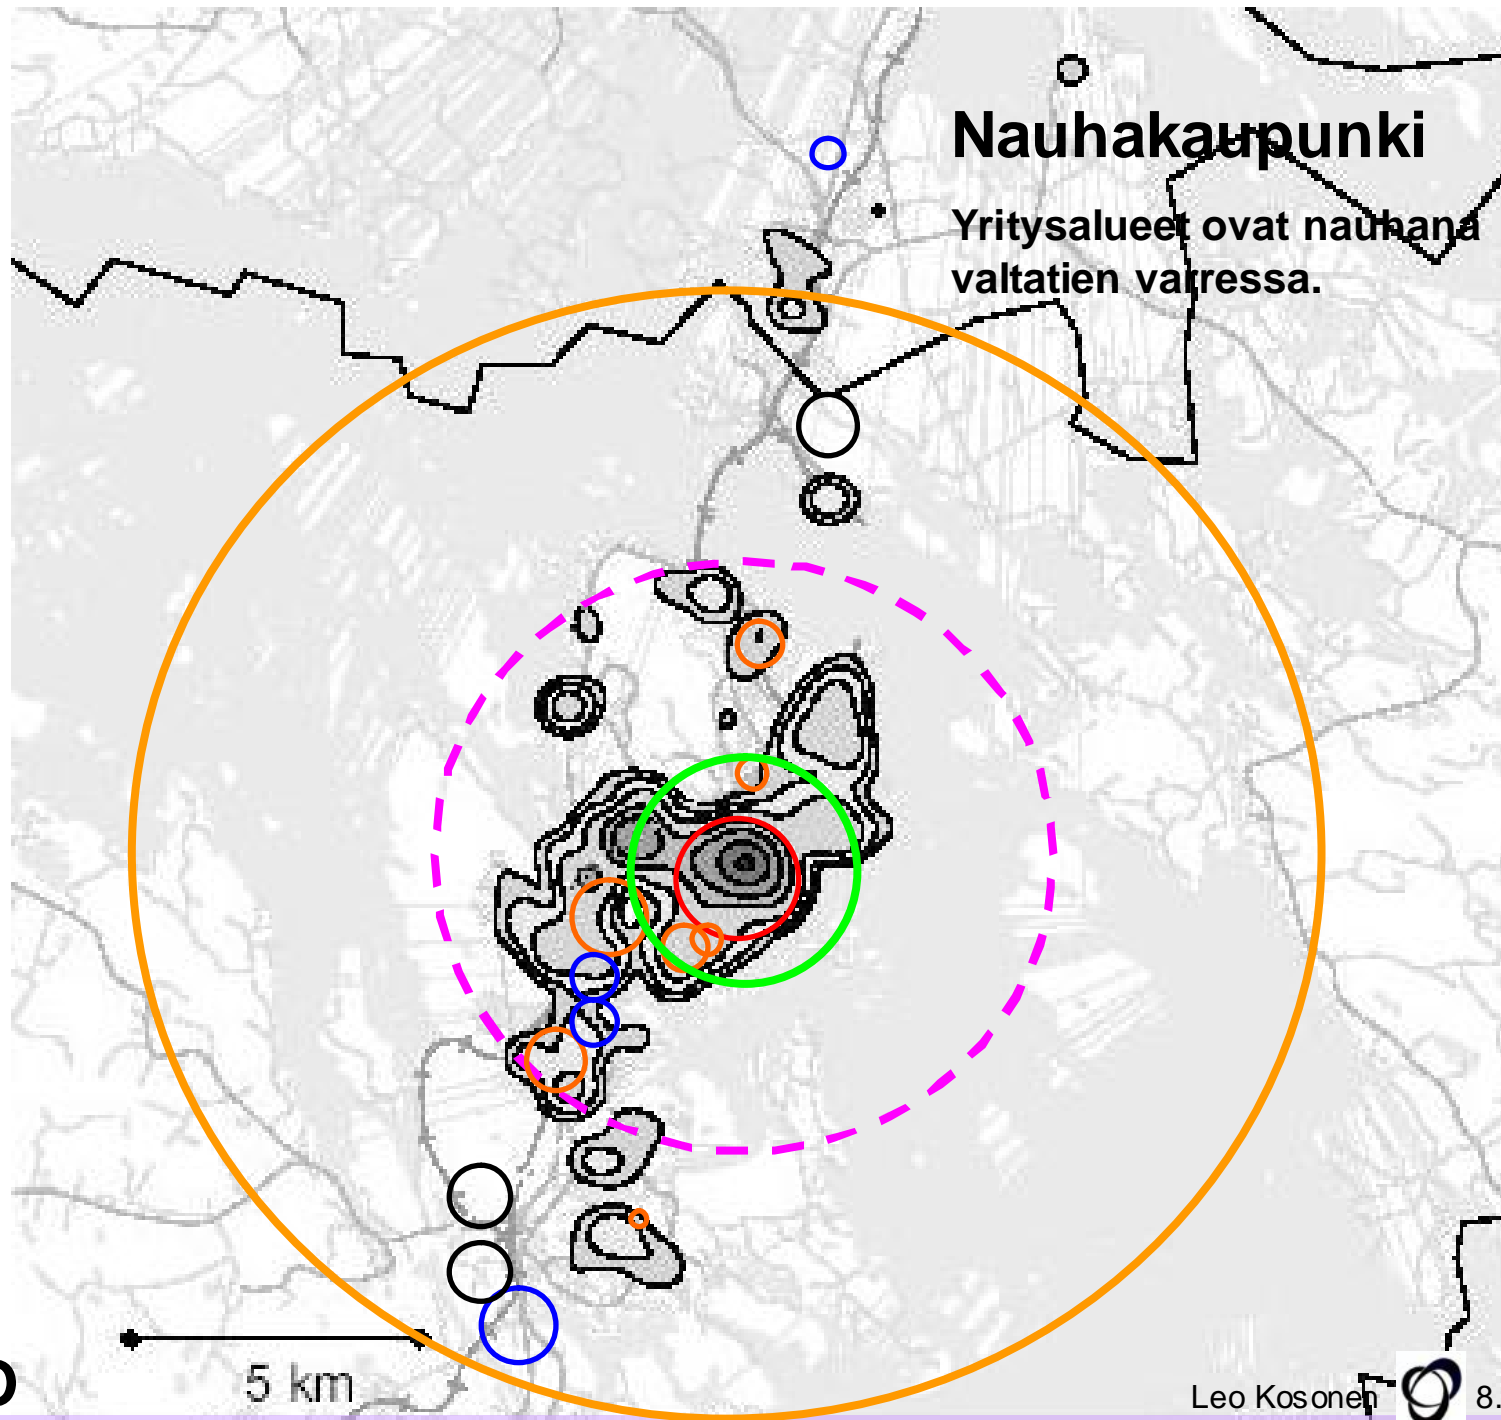 Nauhakaupunki
Yritysalueet ovat nauhana
valtatien varressa.
5 km
Leo Kosonen 8.